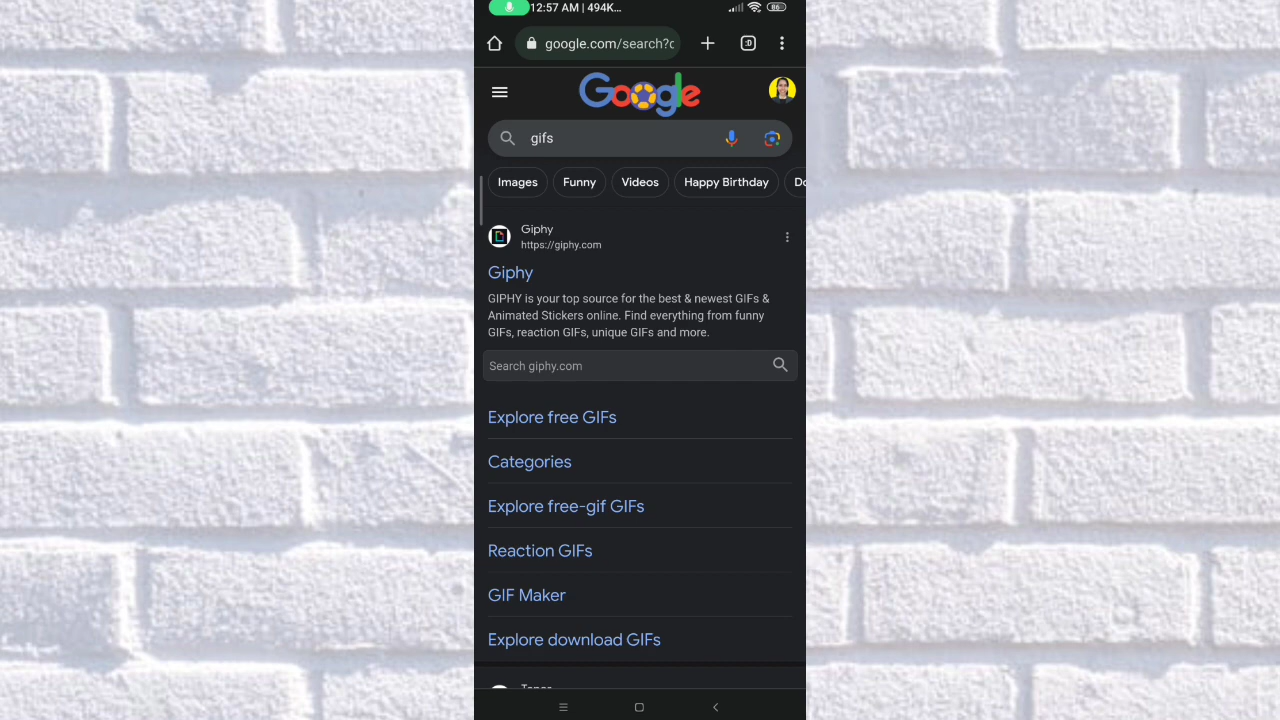 12:57 AM | 494K...
86
google.com/search?c
:D
Google
gifs
Images Funny Videos Happy Birthday Do
Giphy
https://giphy.com
Giphy
GIPHY is your top source for the best & newest GIFs &
Animated Stickers online. Find everything from funny
GIFs, reaction GIFs, unique GIFs and more.
Search giphy.com
Explore free GIFs
Categories
Explore free-gif GIFs
Reaction GIFs
GIF Maker
Explore download GIFs